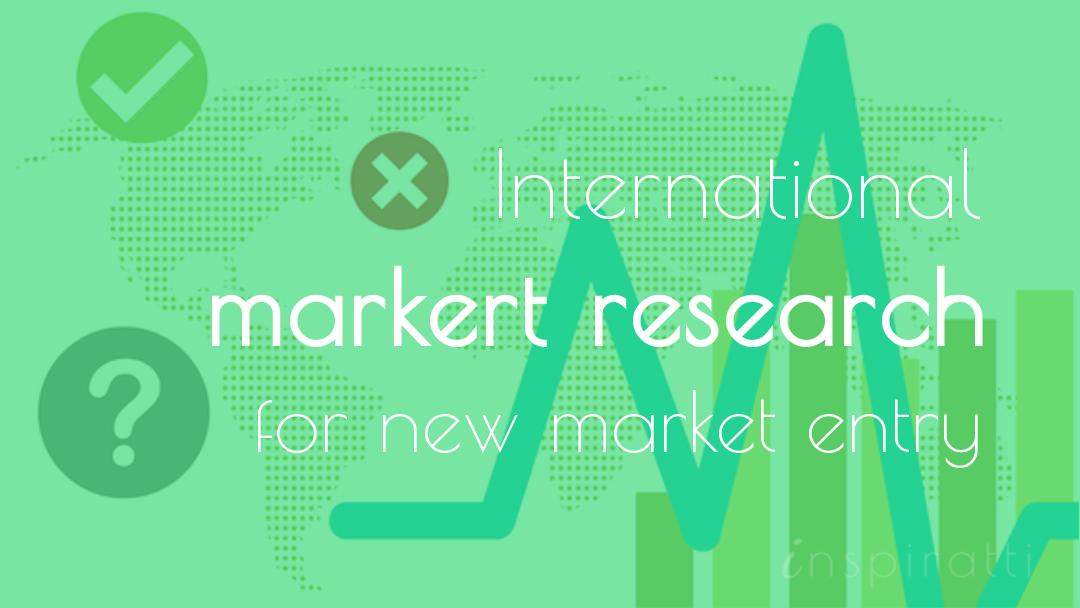 International
markert research
for new market entry
inspiratti